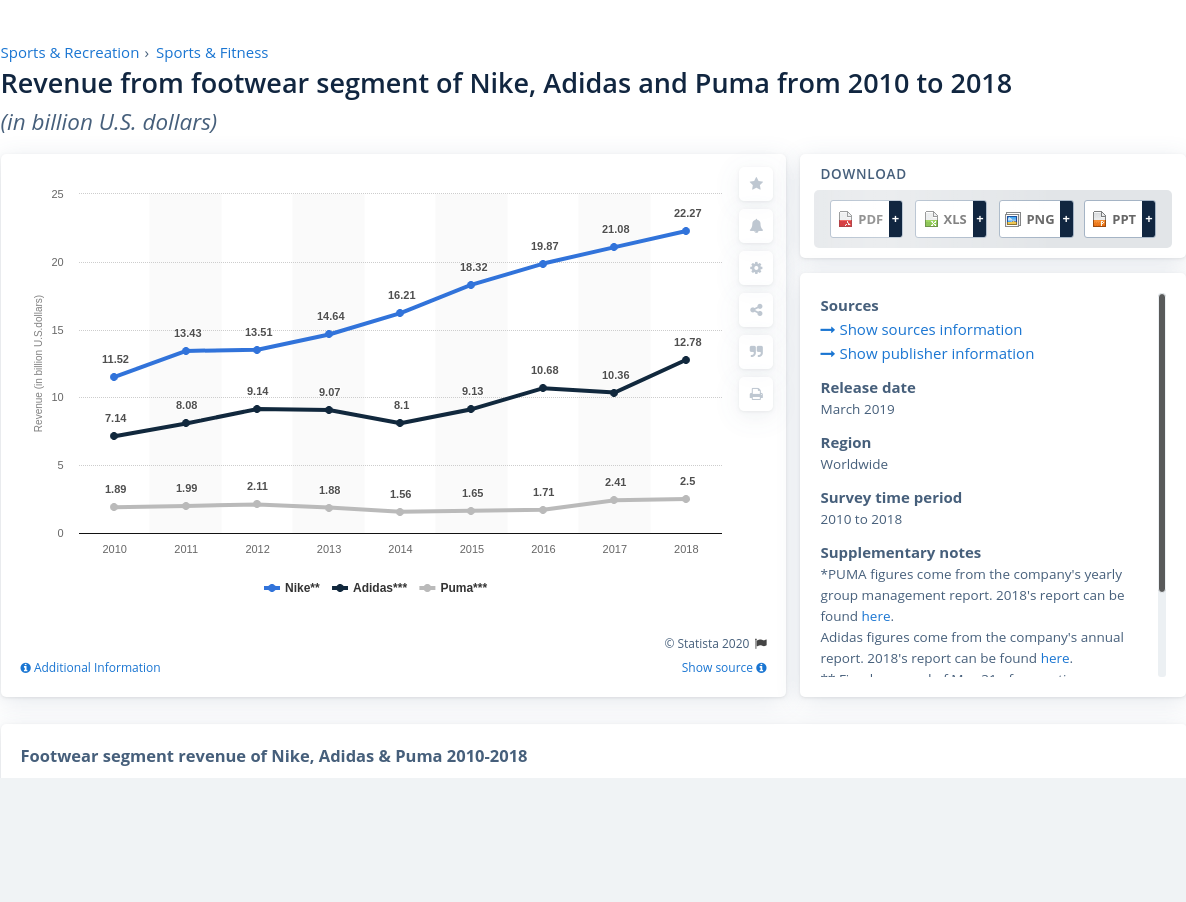 Sports & Recreation › Sports & Fitness
Revenue from footwear segment of Nike, Adidas and Puma from 2010 to 2018
(in billion U.S. dollars)
Revenue (in billion U.S.dollars)
25
20
15
10
5
0
11.52
13.43
13.51
14.64
16.21
18.32
19.87
21.08
22.27
7.14
8.08
9.14
9.07
8.1
9.13
10.68
10.36
12.78
1.89
1.99
2.11
1.88
1.56
1.65
1.71
2.41
2.5
2010 2011 2012 2013 2014 2015 2016 2017 2018
Nike** Adidas*** Puma***
© Statista 2020
Additional Information
Show source
DOWNLOAD
PDF + XLS + PNG + PPT +
Sources
Show sources information
Show publisher information
Release date
March 2019
Region
Worldwide
Survey time period
2010 to 2018
Supplementary notes
*PUMA figures come from the company's yearly
group management report. 2018's report can be
found here.
Adidas figures come from the company's annual
report. 2018's report can be found here.
Footwear segment revenue of Nike, Adidas & Puma 2010-2018